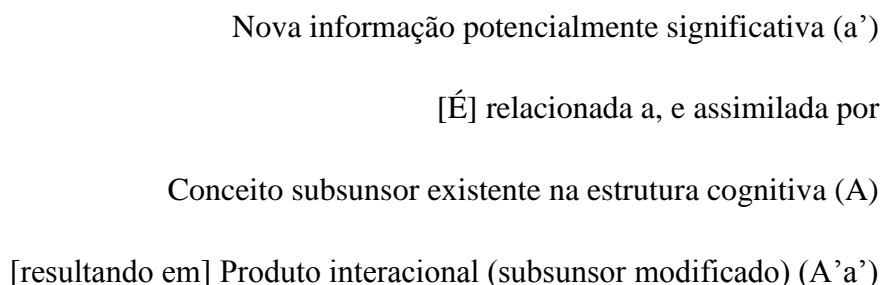 Nova informação potencialmente significativa (a’)
[É] relacionada a, e assimilada por
Conceito subsunsor existente na estrutura cognitiva (A)
[resultando em] Produto interacional (subsunsor modificado) (A’a’)